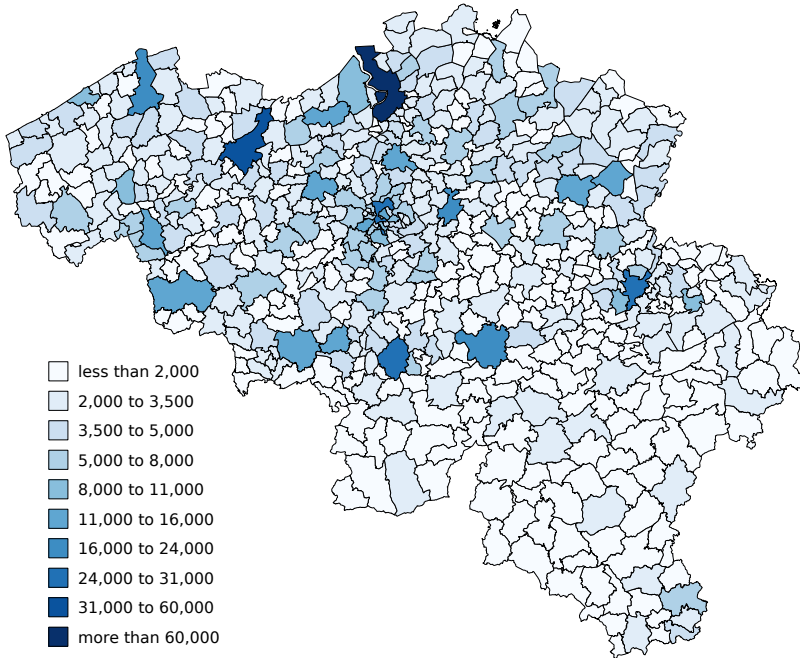 less than 2,000
2,000 to 3,500
3,500 to 5,000
5,000 to 8,000
8,000 to 11,000
11,000 to 16,000
16,000 to 24,000
24,000 to 31,000
31,000 to 60,000
more than 60,000